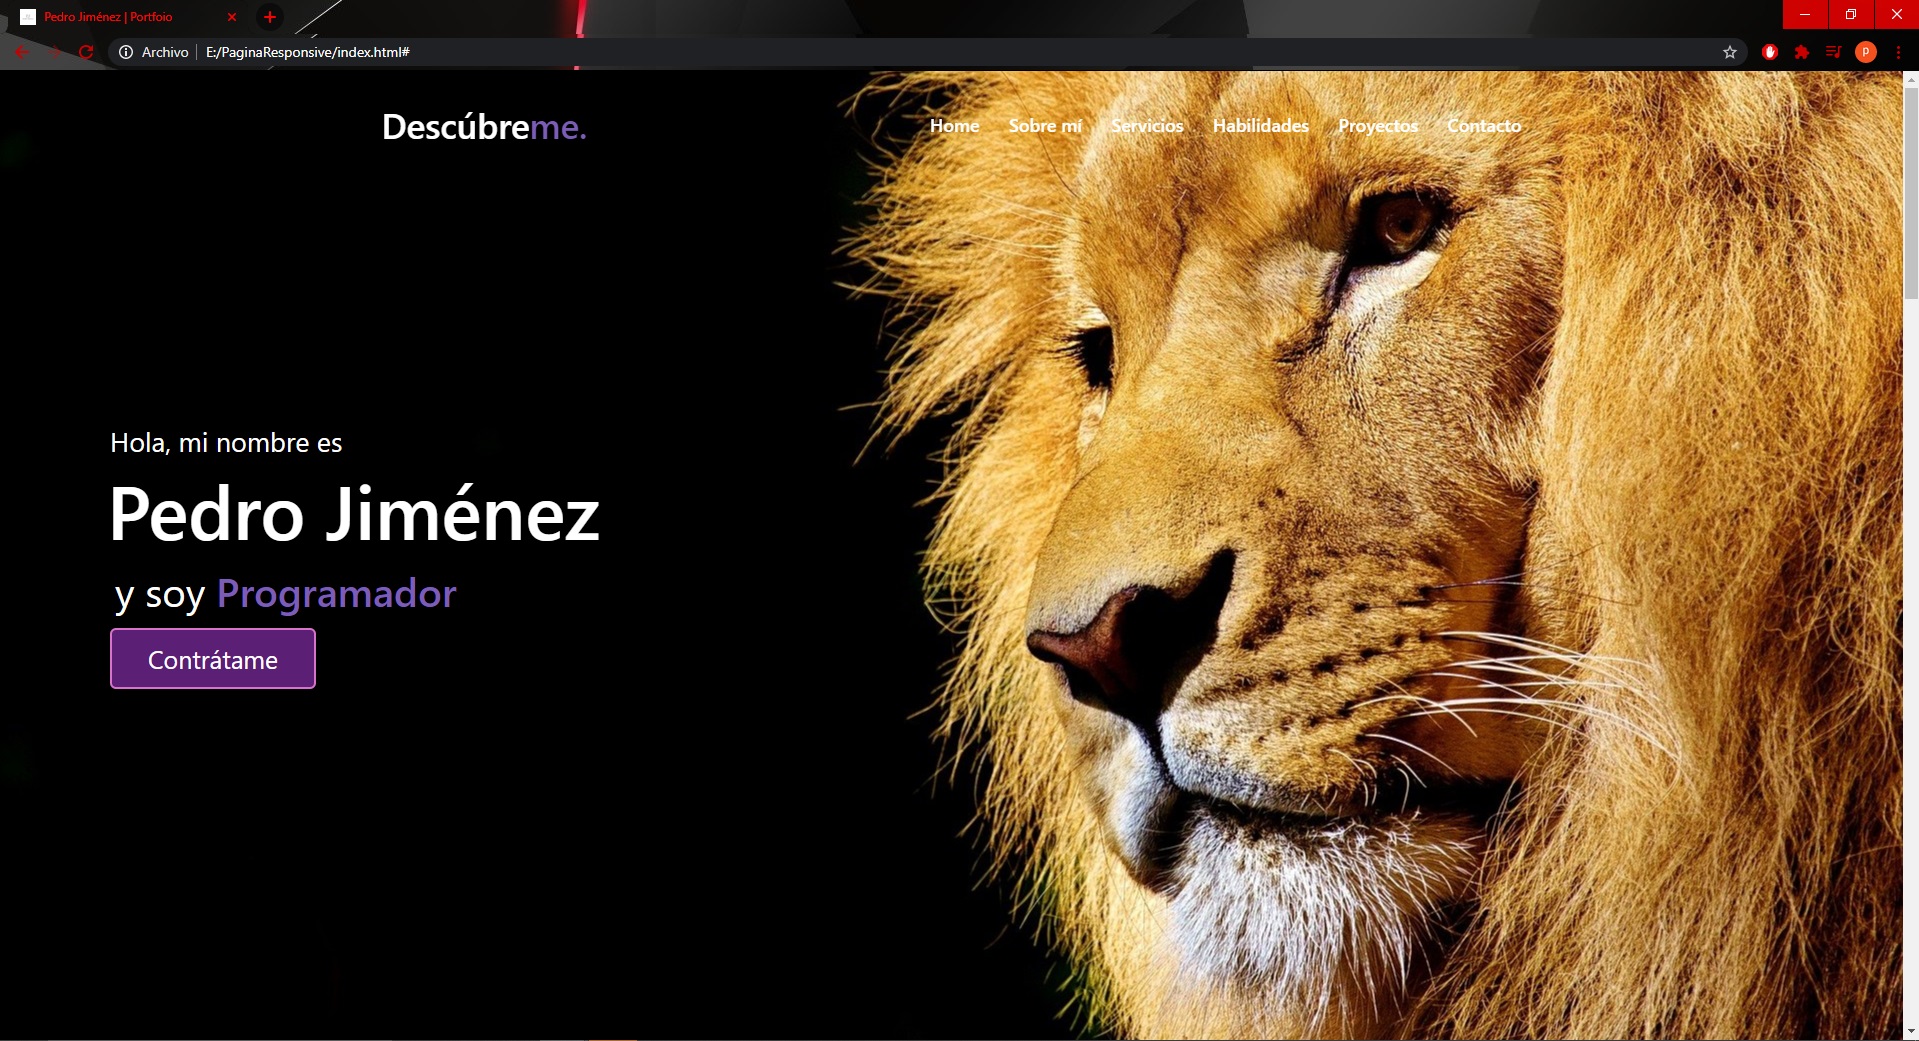 Pedro Jiménez | Portfoio
Archivo
E:/PaginaResponsive/index.html#
P
Descúbreme.
Home
Sobre mí
Servicios
Habilidades
Proyectos
Contacto
Hola, mi nombre es
Pedro Jiménez
y soy Programador
Contrátame